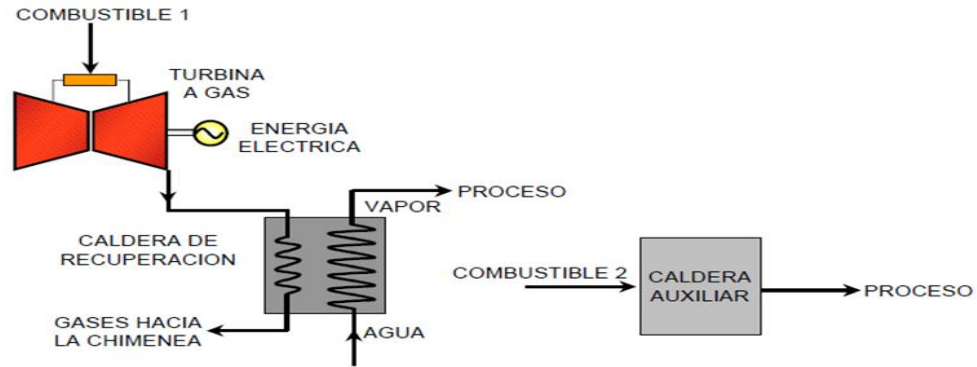 COMBUSTIBLE 1
TURBINA
A GAS
ENERGIA
ELECTRICA
PROCESO
VAPOR
CALDERA DE
RECUPERACION
GASES HACIA
LA CHIMENEA
AGUA
COMBUSTIBLE 2
CALDERA
AUXILIAR
PROCESO